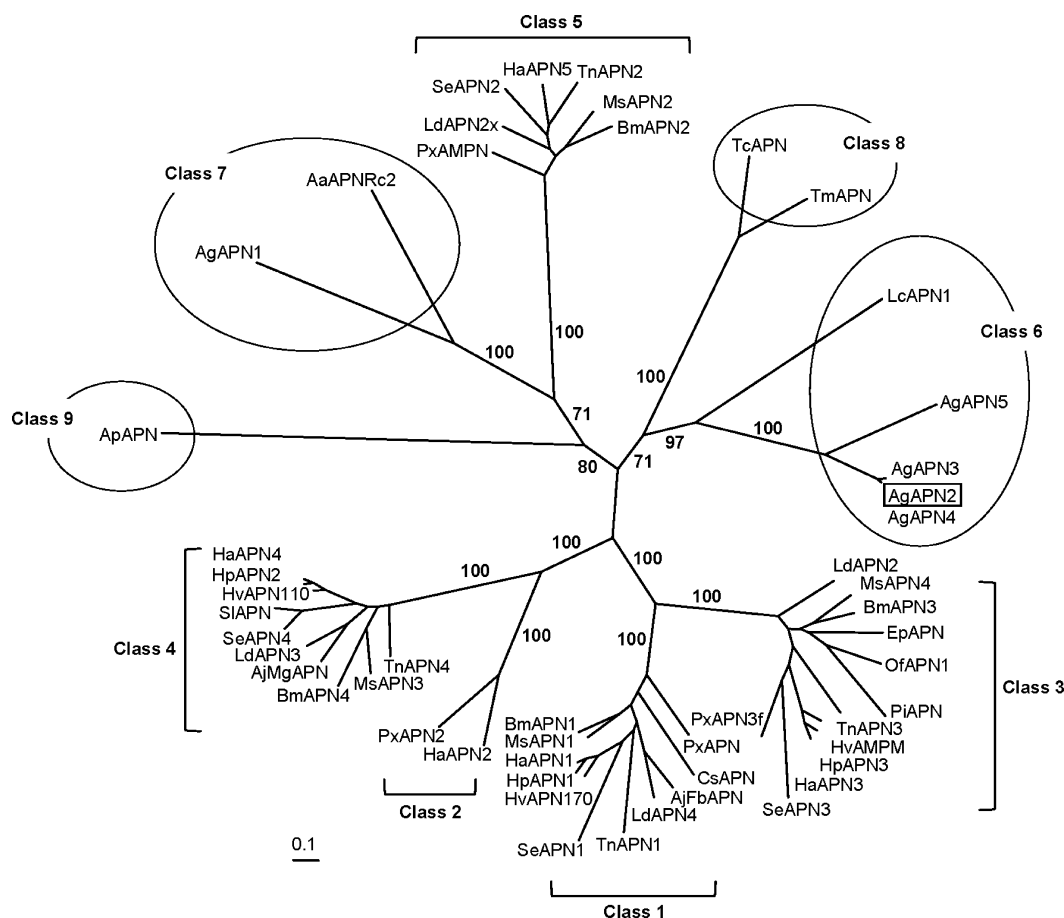 Class 5
HaAPN5
TnAPN2
SeAPN2
MsAPN2
LdAPN2x
BmAPN2
PxAMPN
Class 8
TcAPN
TmAPN
Class 7
AaAPNRc2
AgAPN1
LcAPN1
Class 6
100
100
100
71
Class 9
ApAPN
AgAPN5
100
97
80
71
AgAPN3
AgAPN2
AgAPN4
Class 4
HaAPN4
HpAPN2
HvAPN110
SlAPN
SeAPN4
LdAPN3
AjMgAPN
BmAPN4
MsAPN3
TnAPN4
100
100
100
100
100
100
PxAPN2
HaAPN2
Class 2
LdAPN2
MsAPN4
BmAPN3
EpAPN
OfAPN1
Class 3
PiAPN
TnAPN3
HvAMPM
HpAPN3
HaAPN3
SeAPN3
PxAPN3f
PxAPN
CsAPN
AjFbAPN
LdAPN4
TnAPN1
SeAPN1
BmAPN1
MsAPN1
HaAPN1
HpAPN1
HvAPN170
Class 1
0.1